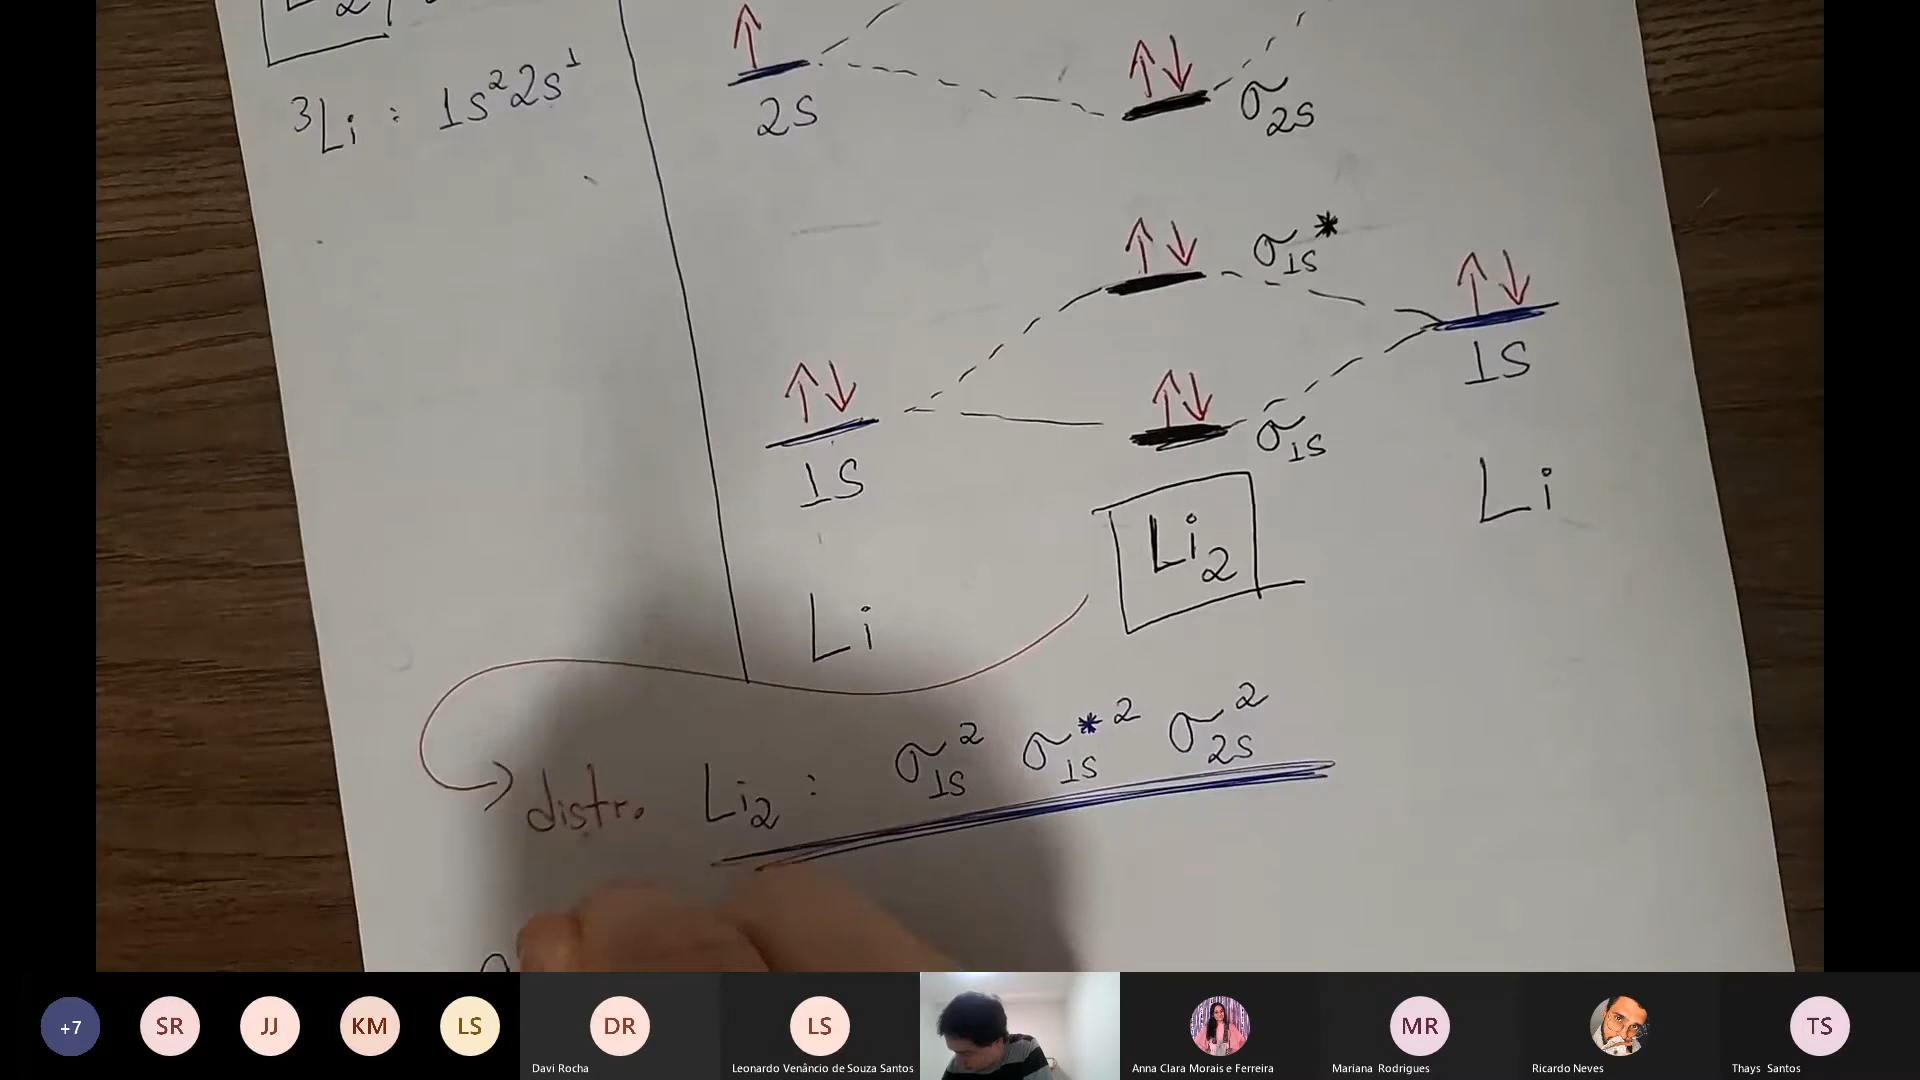 ³Li : 1s² 2s¹
2s
σ2s
σ1s*
1s
σ1s
1s
Li
Li₂
Li
distr. Li₂ : σ1s² σ1s*² σ2s²
+7
SR
JJ
KM
LS
DR
LS
MR
TS
Davi Rocha
Leonardo Venâncio de Souza Santos
Anna Clara Morais e Ferreira
Mariana Rodrigues
Ricardo Neves
Thays Santos